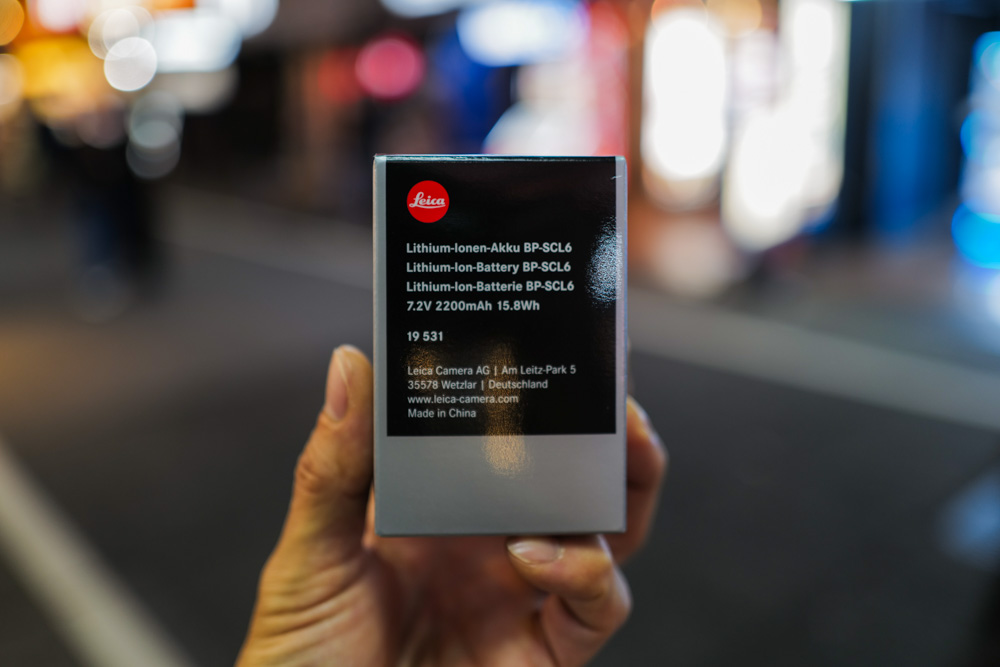 Leica
Lithium-Ionen-Akku BP-SCL6
Lithium-Ion-Battery BP-SCL6
Lithium-Ion-Batterie BP-SCL6
7.2V 2200mAh 15.8Wh
19 531
Leica Camera AG | Am Leitz-Park 5
35578 Wetzlar | Deutschland
www.leica-camera.com
Made in China